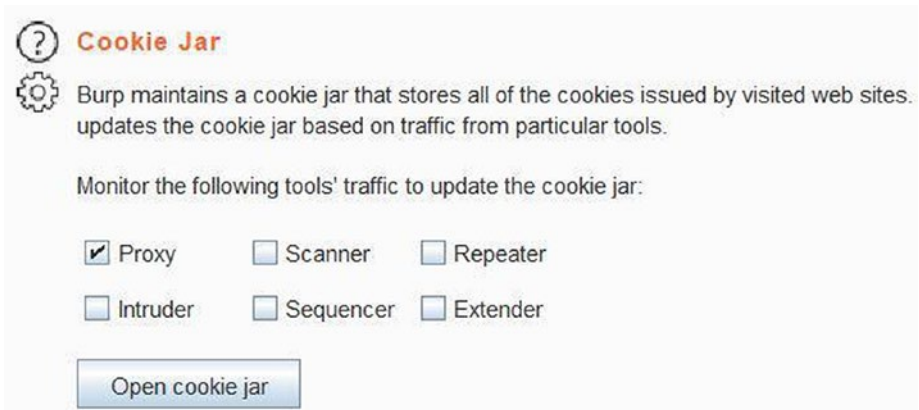 Cookie Jar
Burp maintains a cookie jar that stores all of the cookies issued by visited web sites.
updates the cookie jar based on traffic from particular tools.
Monitor the following tools' traffic to update the cookie jar:
Proxy Scanner Repeater
Intruder Sequencer Extender
Open cookie jar